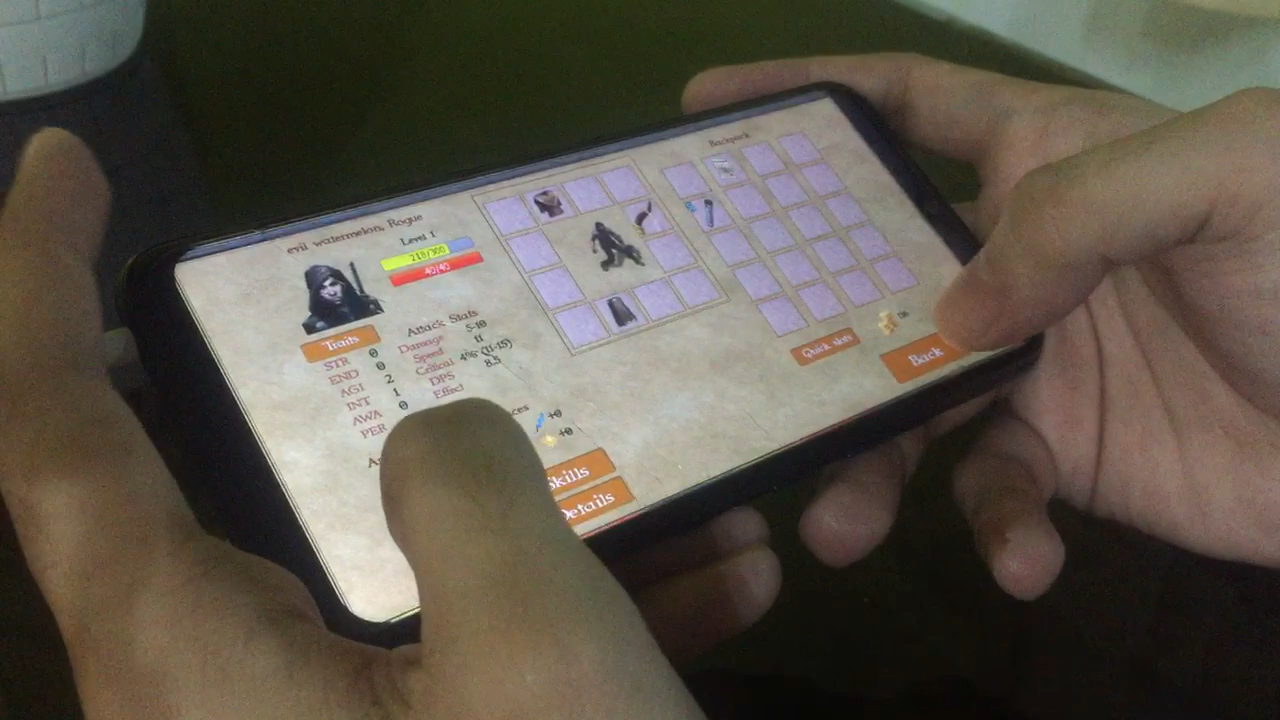 evil watermelon, Rogue
Level 1
218/300
40/40
Traits
STR 0
END 0
AGI 2
INT 1
AWA 0
PER
Attack Stats
Damage 5-10
Speed 11
Critical 4% (11-15)
DPS 8.5
Effect
+0
+0
Skills
Details
Backpack
Quick slots
Back